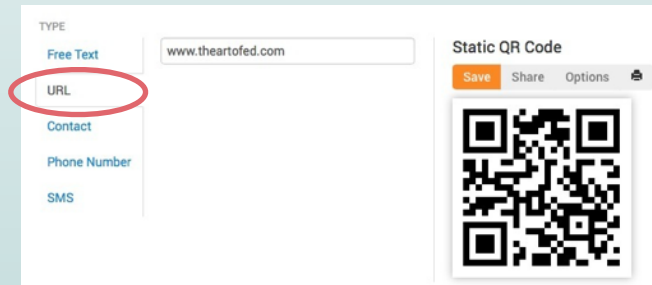 TYPE
Free Text
www.theartofed.com
Static QR Code
Save Share Options
URL
Contact
Phone Number
SMS